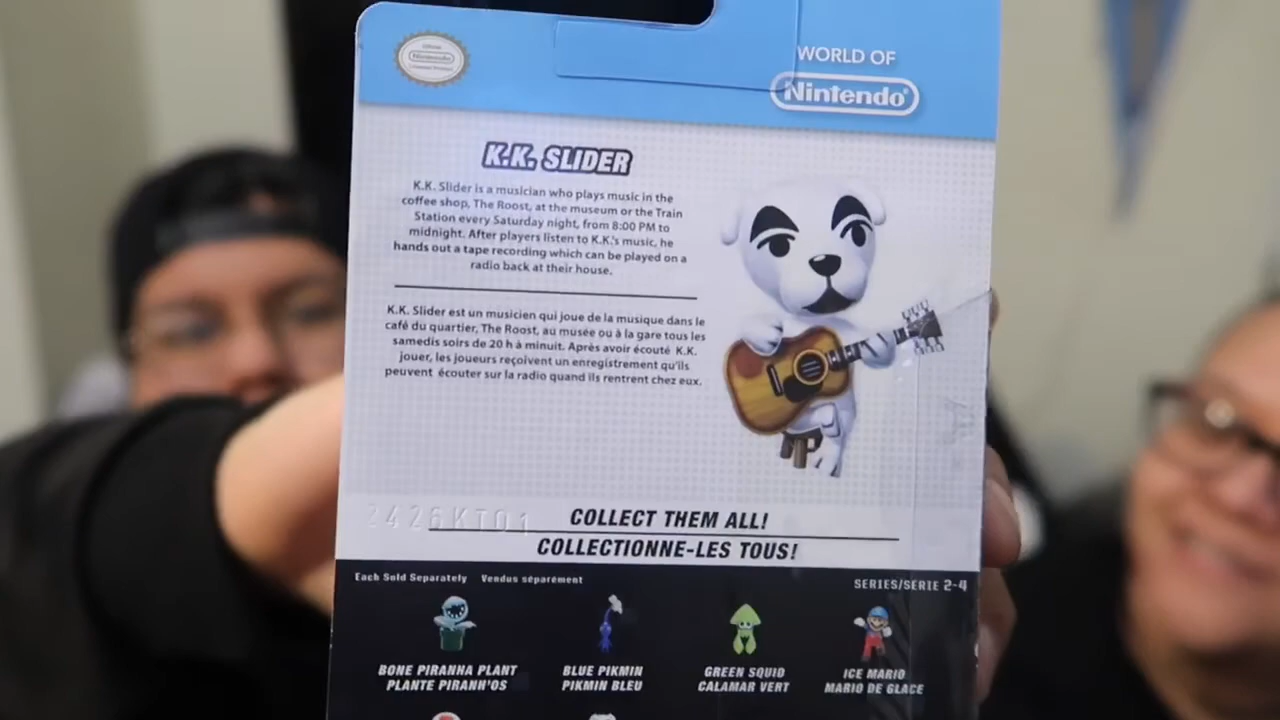 Official
Nintendo
WORLD OF
Nintendo
K.K. SLIDER
K.K. Slider is a musician who plays music in the
coffee shop, The Roost, at the museum or the Train
Station every Saturday night, from 8:00 PM to
midnight. After players listen to K.K.'s music, he
hands out a tape recording which can be played on a
radio back at their house.
K.K. Slider est un musicien qui joue de la musique dans le
café du quartier, The Roost, au musée ou à la gare tous les
samedis soirs de 20 h à minuit. Après avoir écouté K.K.
jouer, les joueurs reçoivent un enregistrement qu'ils
peuvent écouter sur la radio quand ils rentrent chez eux.
2426KT01
COLLECT THEM ALL!
COLLECTIONNE-LES TOUS!
Each Sold Separately Vendus séparément
SERIES/SÉRIE 2-4
BONE PIRANHA PLANT
PLANTE PIRANH'OS
BLUE PIKMIN
PIKMIN BLEU
GREEN SQUID
CALAMAR VERT
ICE MARIO
MARIO DE GLACE